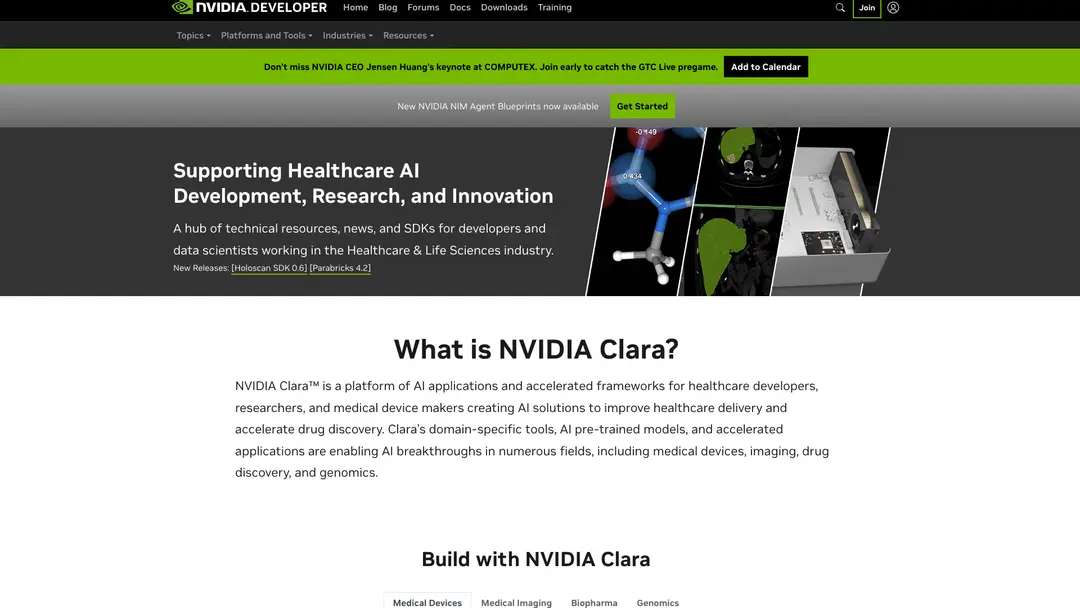 NVIDIA. DEVELOPER Home Blog Forums Docs Downloads Training Join
Topics Platforms and Tools Industries Resources
Don't miss NVIDIA CEO Jensen Huang's keynote at COMPUTEX. Join early to catch the GTC Live pregame. Add to Calendar
New NVIDIA NIM Agent Blueprints now available Get Started
-0.149
0.434
Supporting Healthcare AI
Development, Research, and Innovation
A hub of technical resources, news, and SDKs for developers and
data scientists working in the Healthcare & Life Sciences industry.
New Releases: [Holoscan SDK 0.6] [Parabricks 4.2]
What is NVIDIA Clara?
NVIDIA Clara™ is a platform of AI applications and accelerated frameworks for healthcare developers,
researchers, and medical device makers creating AI solutions to improve healthcare delivery and
accelerate drug discovery. Clara's domain-specific tools, AI pre-trained models, and accelerated
applications are enabling AI breakthroughs in numerous fields, including medical devices, imaging, drug
discovery, and genomics.
Build with NVIDIA Clara
Medical Devices Medical Imaging Biopharma Genomics